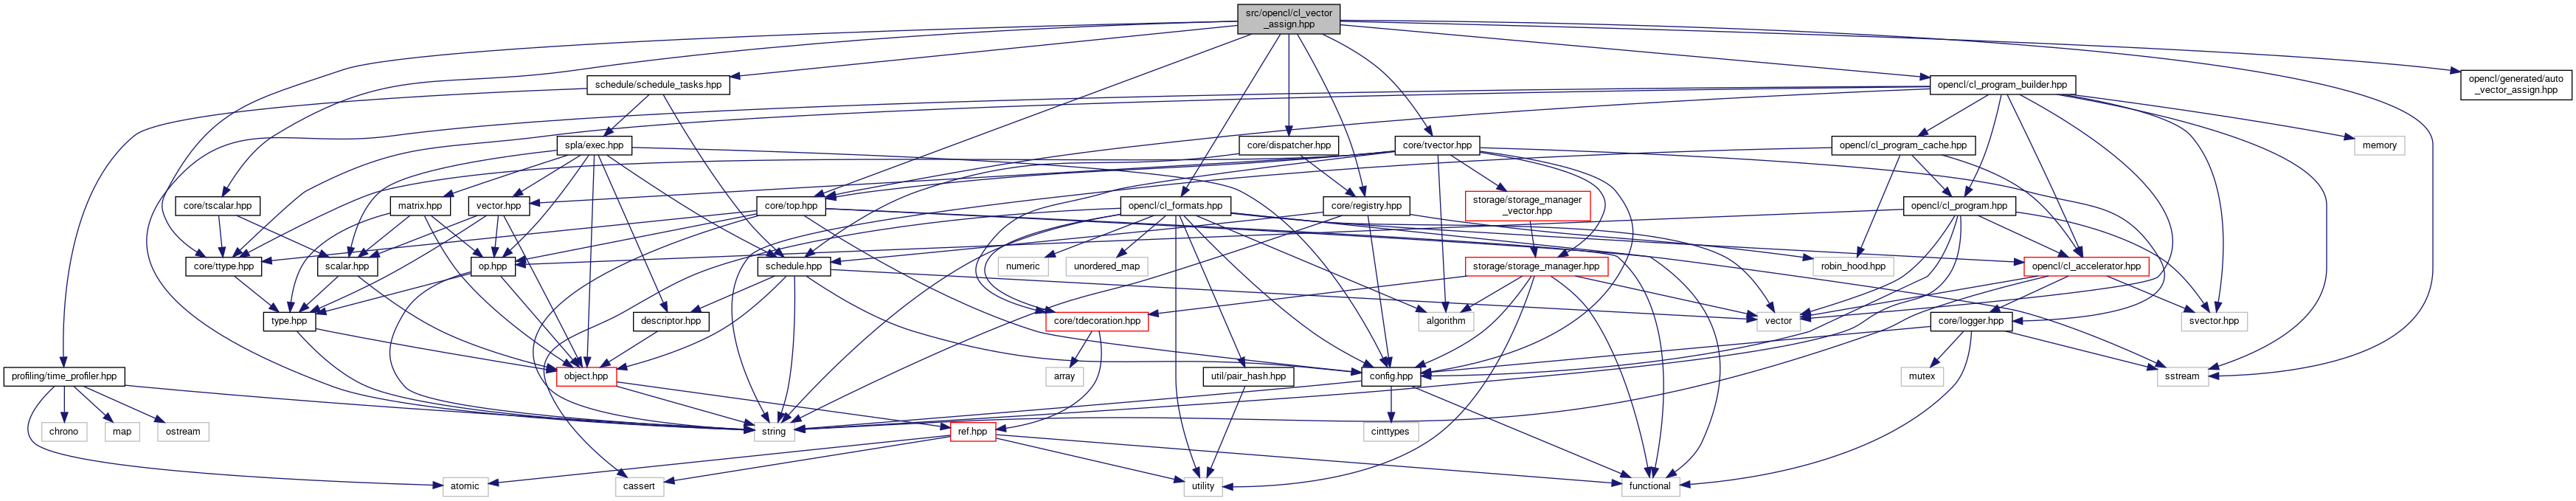 src/opencl/cl_vector
_assign.hpp
schedule/schedule_tasks.hpp
opencl/cl_program_builder.hpp
opencl/generated/auto
_vector_assign.hpp
spla/exec.hpp
core/dispatcher.hpp
core/tvector.hpp
opencl/cl_program_cache.hpp
memory
core/tscalar.hpp
matrix.hpp
vector.hpp
core/top.hpp
opencl/cl_formats.hpp
core/registry.hpp
storage/storage_manager
_vector.hpp
opencl/cl_program.hpp
core/ttype.hpp
scalar.hpp
op.hpp
schedule.hpp
numeric
unordered_map
storage/storage_manager.hpp
robin_hood.hpp
opencl/cl_accelerator.hpp
type.hpp
descriptor.hpp
core/tdecoration.hpp
algorithm
vector
core/logger.hpp
svector.hpp
profiling/time_profiler.hpp
object.hpp
array
util/pair_hash.hpp
config.hpp
mutex
sstream
chrono
map
ostream
string
ref.hpp
cinttypes
atomic
cassert
utility
functional